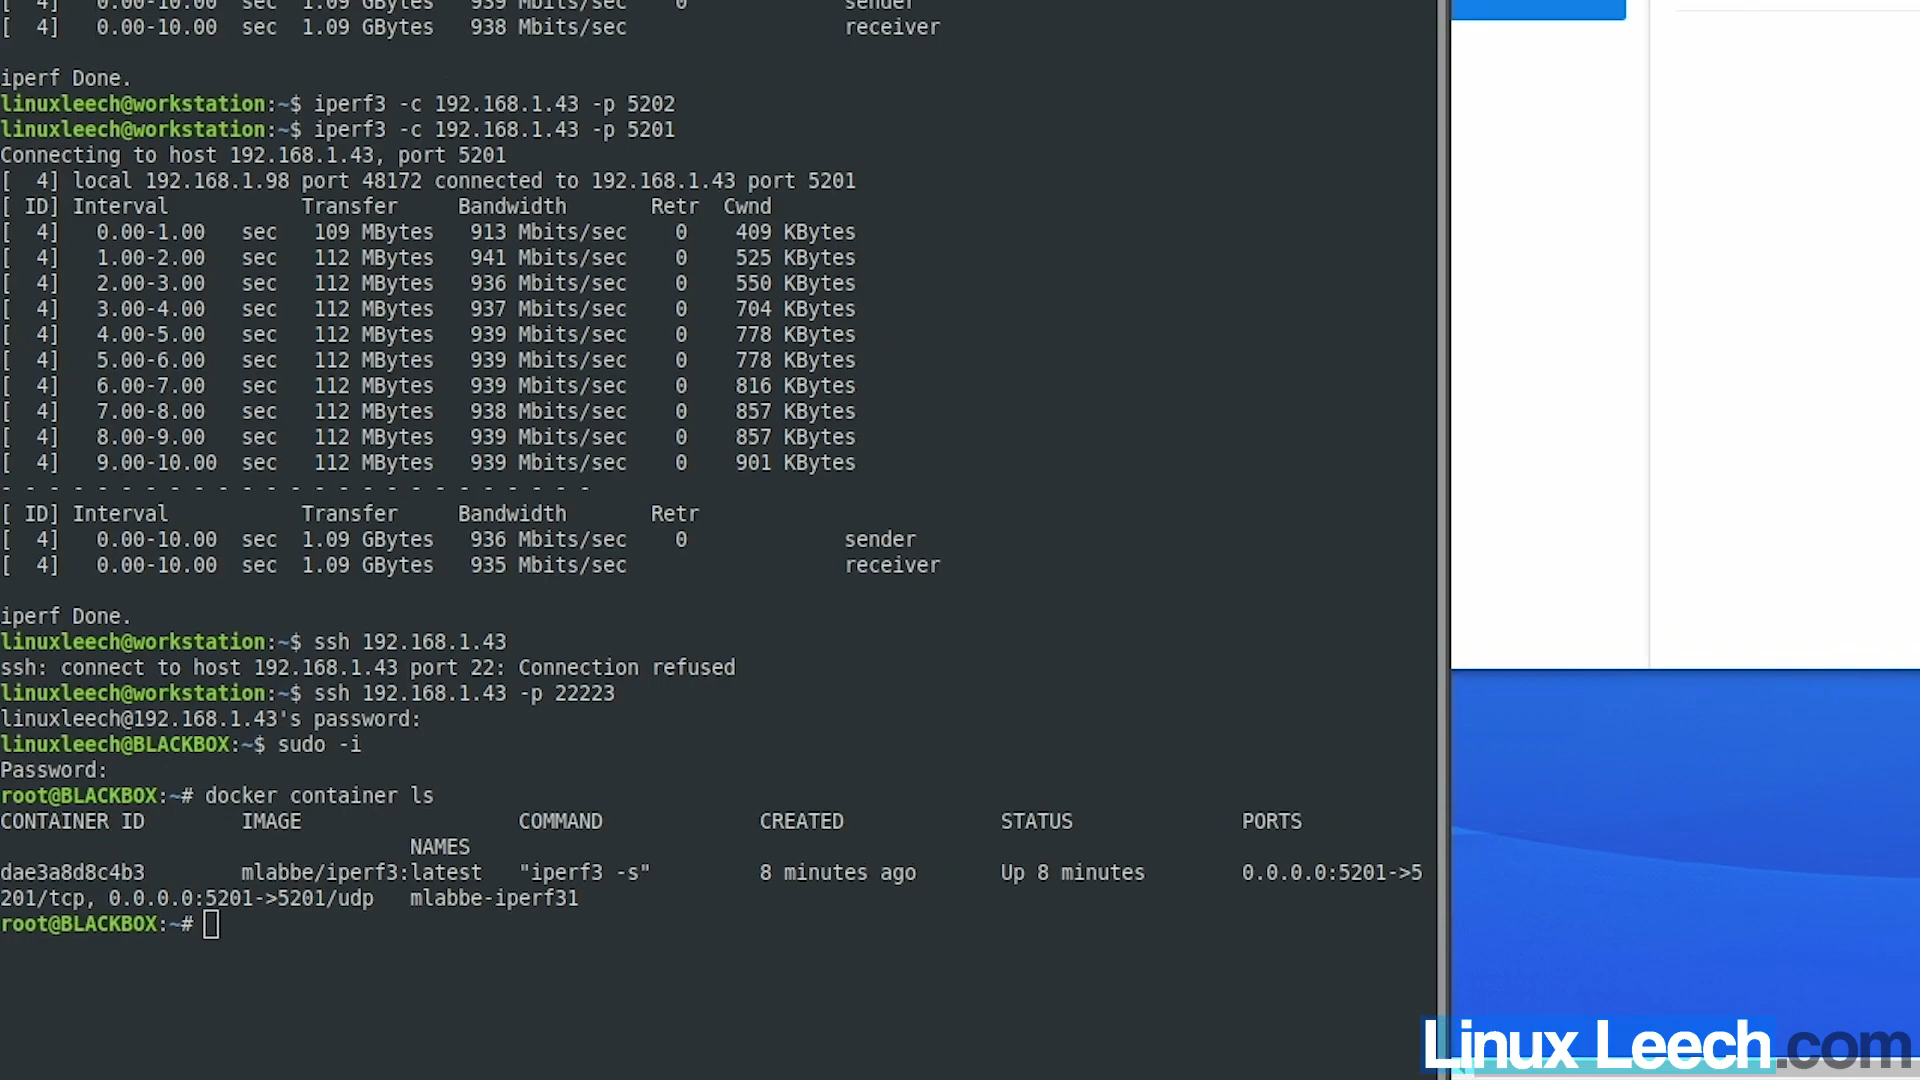 [  4]   0.00-10.00  sec  1.09 GBytes   939 Mbits/sec    0             sender
[  4]   0.00-10.00  sec  1.09 GBytes   938 Mbits/sec                  receiver
iperf Done.
linuxleech@workstation:~$ iperf3 -c 192.168.1.43 -p 5202
linuxleech@workstation:~$ iperf3 -c 192.168.1.43 -p 5201
Connecting to host 192.168.1.43, port 5201
[  4] local 192.168.1.98 port 48172 connected to 192.168.1.43 port 5201
[ ID] Interval           Transfer     Bandwidth       Retr  Cwnd
[  4]   0.00-1.00   sec   109 MBytes   913 Mbits/sec    0    409 KBytes
[  4]   1.00-2.00   sec   112 MBytes   941 Mbits/sec    0    525 KBytes
[  4]   2.00-3.00   sec   112 MBytes   936 Mbits/sec    0    550 KBytes
[  4]   3.00-4.00   sec   112 MBytes   937 Mbits/sec    0    704 KBytes
[  4]   4.00-5.00   sec   112 MBytes   939 Mbits/sec    0    778 KBytes
[  4]   5.00-6.00   sec   112 MBytes   939 Mbits/sec    0    778 KBytes
[  4]   6.00-7.00   sec   112 MBytes   939 Mbits/sec    0    816 KBytes
[  4]   7.00-8.00   sec   112 MBytes   938 Mbits/sec    0    857 KBytes
[  4]   8.00-9.00   sec   112 MBytes   939 Mbits/sec    0    857 KBytes
[  4]   9.00-10.00  sec   112 MBytes   939 Mbits/sec    0    901 KBytes
- - - - - - - - - - - - - - - - - - - - - - - - -
[ ID] Interval           Transfer     Bandwidth       Retr
[  4]   0.00-10.00  sec  1.09 GBytes   936 Mbits/sec    0             sender
[  4]   0.00-10.00  sec  1.09 GBytes   935 Mbits/sec                  receiver
iperf Done.
linuxleech@workstation:~$ ssh 192.168.1.43
ssh: connect to host 192.168.1.43 port 22: Connection refused
linuxleech@workstation:~$ ssh 192.168.1.43 -p 22223
linuxleech@192.168.1.43's password:
linuxleech@BLACKBOX:~$ sudo -i
Password:
root@BLACKBOX:~# docker container ls
CONTAINER ID        IMAGE                  COMMAND             CREATED             STATUS              PORTS
NAMES
dae3a8d8c4b3        mlabbe/iperf3:latest   "iperf3 -s"         8 minutes ago       Up 8 minutes        0.0.0.0:5201->5
201/tcp, 0.0.0.0:5201->5201/udp   mlabbe-iperf31
root@BLACKBOX:~#
Linux Leech.com